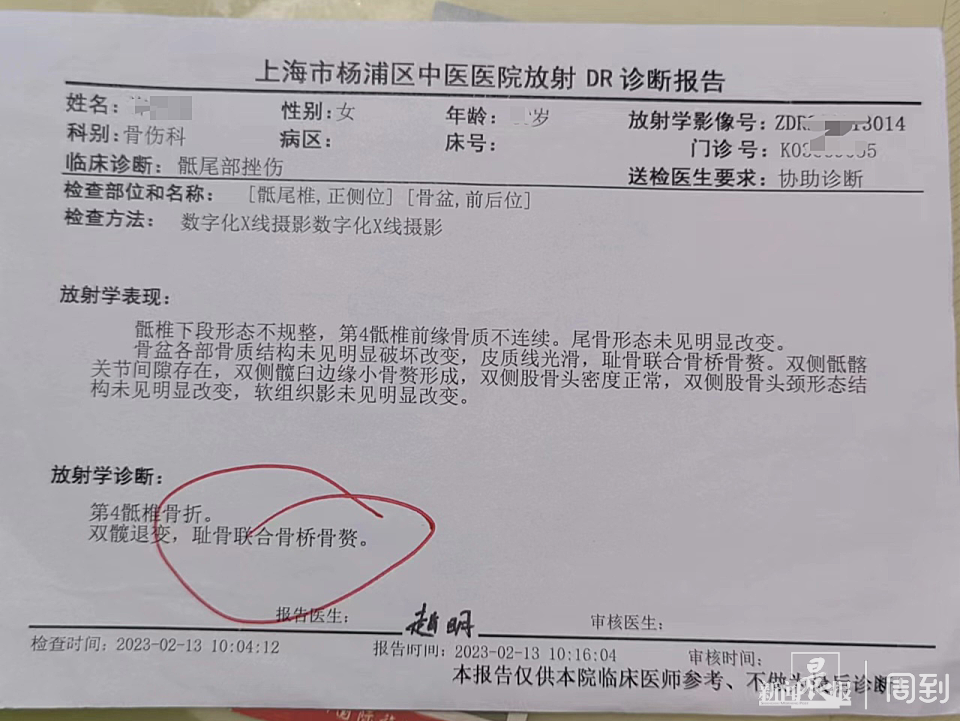 上海市杨浦区中医医院放射 DR 诊断报告
姓名： 性别：女 年龄： 岁 放射学影像号：ZDR 13014
科别：骨伤科 病区： 床号： 门诊 号：K03
临床诊断：骶尾部挫伤 送检医生要求：协助诊断
检查部位和名称： [骶尾椎,正侧位] [骨盆,前后位]
检查方法： 数字化X线摄影数字化X线摄影
放射学表现：
骶椎下段形态不规整，第4骶椎前缘骨质不连续。尾骨形态未见明显改变。
骨盆各部骨质结构未见明显破坏改变，皮质线光滑，耻骨联合骨桥骨赘。双侧骶髂
关节间隙存在，双侧髋臼边缘小骨赘形成，双侧股骨头密度正常，双侧股骨头颈形态结
构未见明显改变，软组织影未见明显改变。
放射学诊断：
第4骶椎骨折。
双髋退变，耻骨联合骨桥骨赘。
报告医生： 趙明 审核医生：
检查时间：2023-02-13 10:04:12 报告时间：2023-02-13 10:16:04 审核时间：
本报告仅供本院临床医师参考、不做为最后诊断
新闻晨报 周到